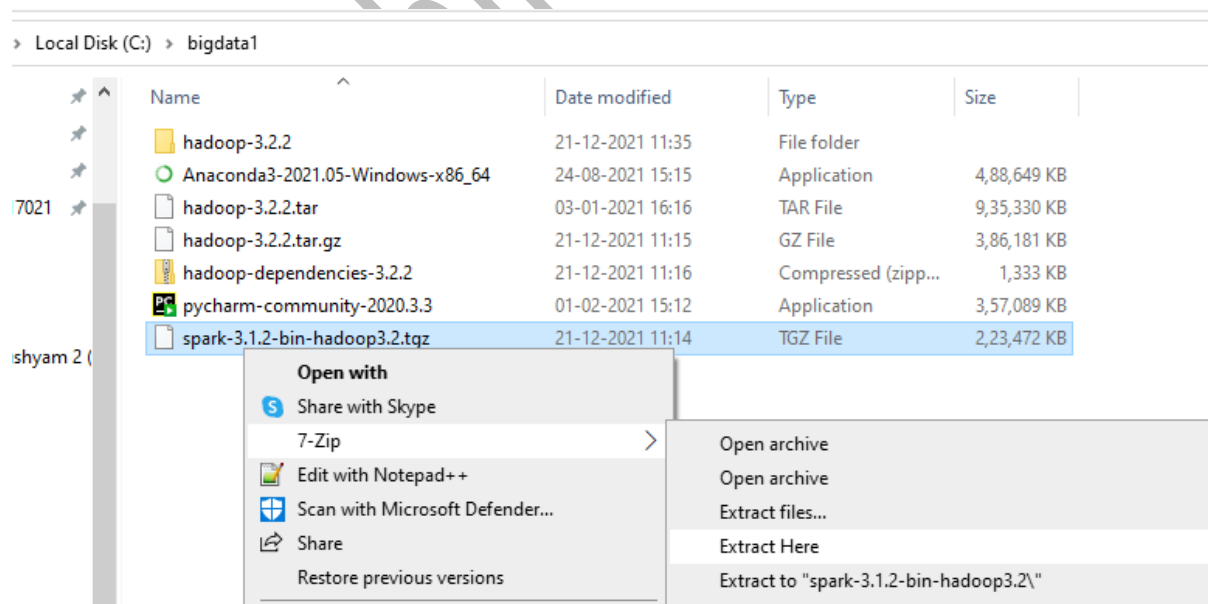 > Local Disk (C:) > bigdata1
Name Date modified Type Size
hadoop-3.2.2 21-12-2021 11:35 File folder
Anaconda3-2021.05-Windows-x86_64 24-08-2021 15:15 Application 4,88,649 KB
7021 hadoop-3.2.2.tar 03-01-2021 16:16 TAR File 9,35,330 KB
hadoop-3.2.2.tar.gz 21-12-2021 11:15 GZ File 3,86,181 KB
hadoop-dependencies-3.2.2 21-12-2021 11:16 Compressed (zipp... 1,333 KB
PC pycharm-community-2020.3.3 01-02-2021 15:12 Application 3,57,089 KB
spark-3.1.2-bin-hadoop3.2.tgz 21-12-2021 11:14 TGZ File 2,23,472 KB
shyam 2 (
Open with
S Share with Skype
7-Zip >
Edit with Notepad++
Scan with Microsoft Defender...
Share
Restore previous versions
Open archive
Open archive
Extract files...
Extract Here
Extract to "spark-3.1.2-bin-hadoop3.2\"